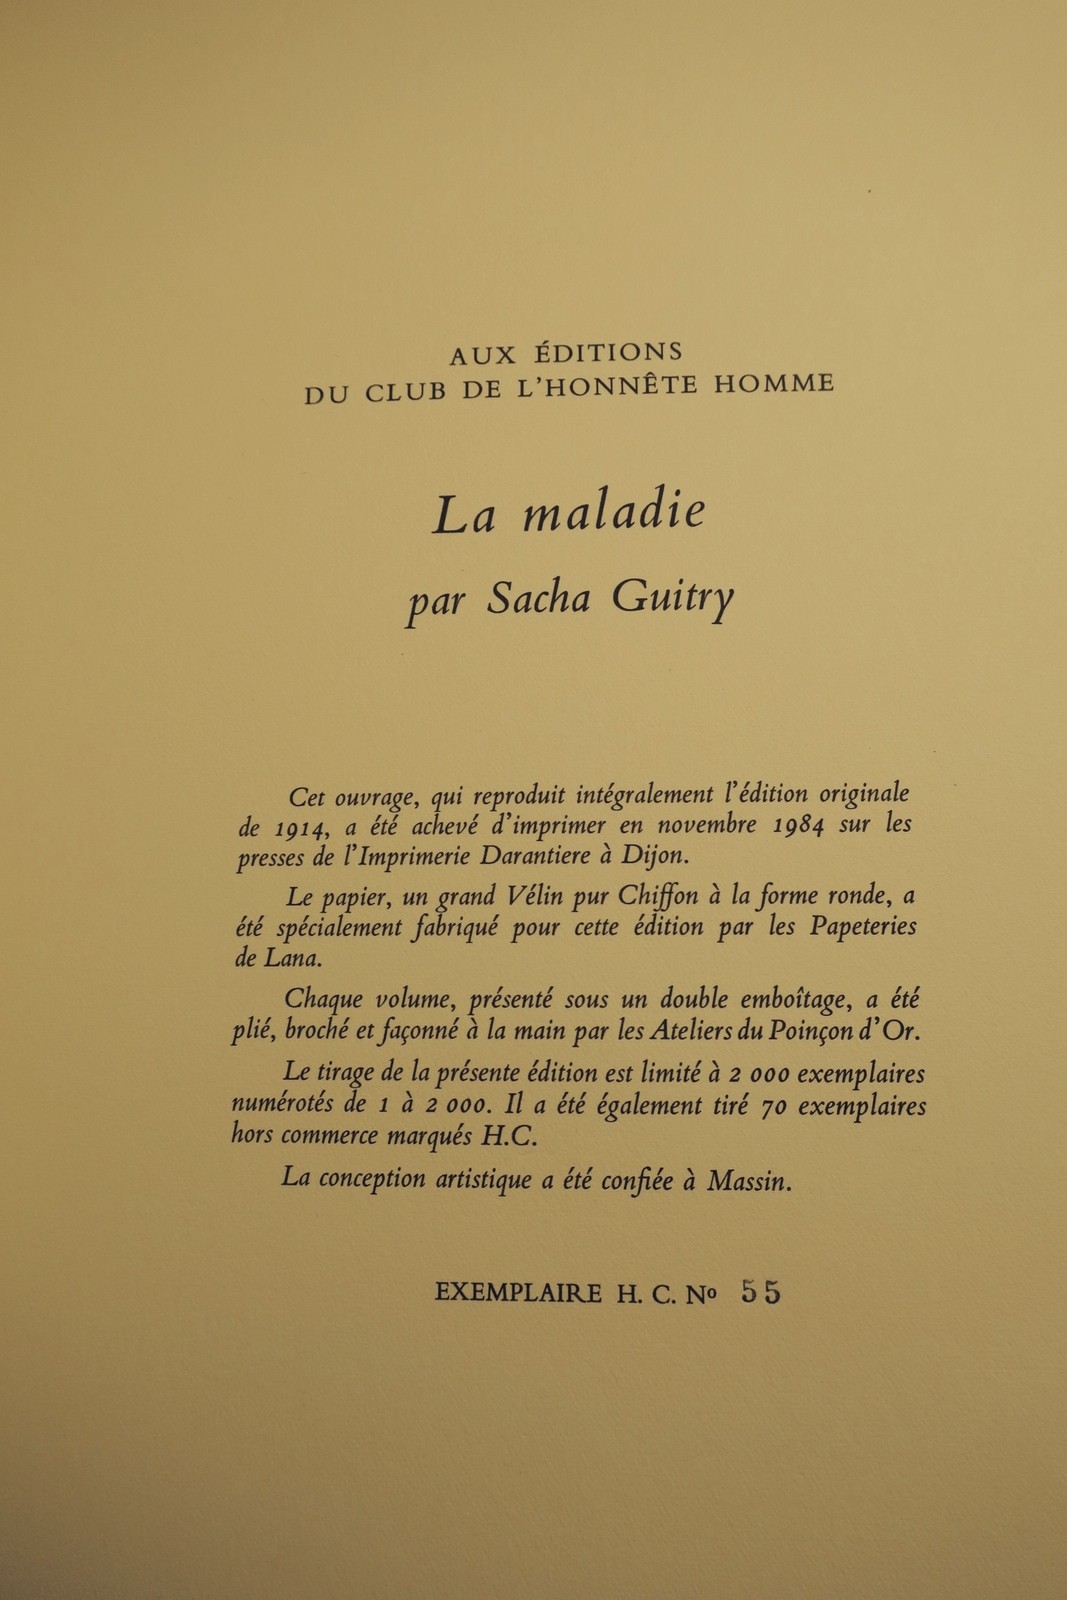 AUX ÉDITIONS
DU CLUB DE L'HONNÊTE HOMME
La maladie
par Sacha Guitry
Cet ouvrage, qui reproduit intégralement l'édition originale
de 1914, a été achevé d'imprimer en novembre 1984 sur les
presses de l'Imprimerie Darantiere à Dijon.
Le papier, un grand Vélin pur Chiffon à la forme ronde, a
été spécialement fabriqué pour cette édition par les Papeteries
de Lana.
Chaque volume, présenté sous un double emboîtage, a été
plié, broché et façonné à la main par les Ateliers du Poinçon d'Or.
Le tirage de la présente édition est limité à 2 000 exemplaires
numérotés de 1 à 2 000. Il a été également tiré 70 exemplaires
hors commerce marqués H.C.
La conception artistique a été confiée à Massin.
EXEMPLAIRE H. C. Nº 55